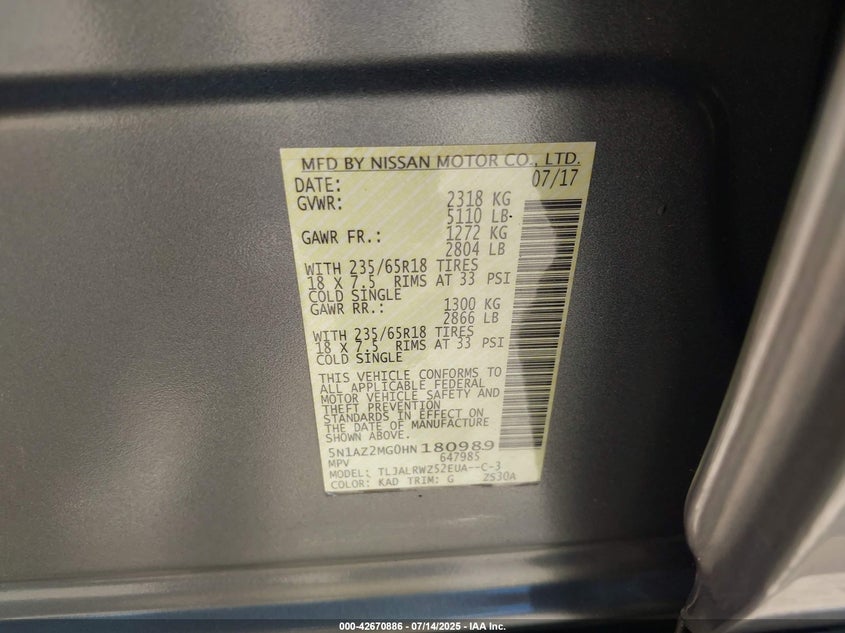 MFD BY NISSAN MOTOR CO., LTD.
DATE: 07/17
GVWR: 2318 KG
5110 LB
GAWR FR.: 1272 KG
2804 LB
WITH 235/65R18 TIRES
18 X 7.5 RIMS AT 33 PSI
COLD SINGLE
GAWR RR.: 1300 KG
2866 LB
WITH 235/65R18 TIRES
18 X 7.5 RIMS AT 33 PSI
COLD SINGLE
THIS VEHICLE CONFORMS TO
ALL APPLICABLE FEDERAL
MOTOR VEHICLE SAFETY AND
THEFT PREVENTION
STANDARDS IN EFFECT ON
THE DATE OF MANUFACTURE
SHOWN ABOVE.
5N1AZ2MG0HN180989
MPV 647985
MODEL: TL3ALRWZ52EUA--C-3
COLOR: KAD TRIM: G ZS30A
000-42670886 - 07/14/2025 - IAA Inc.